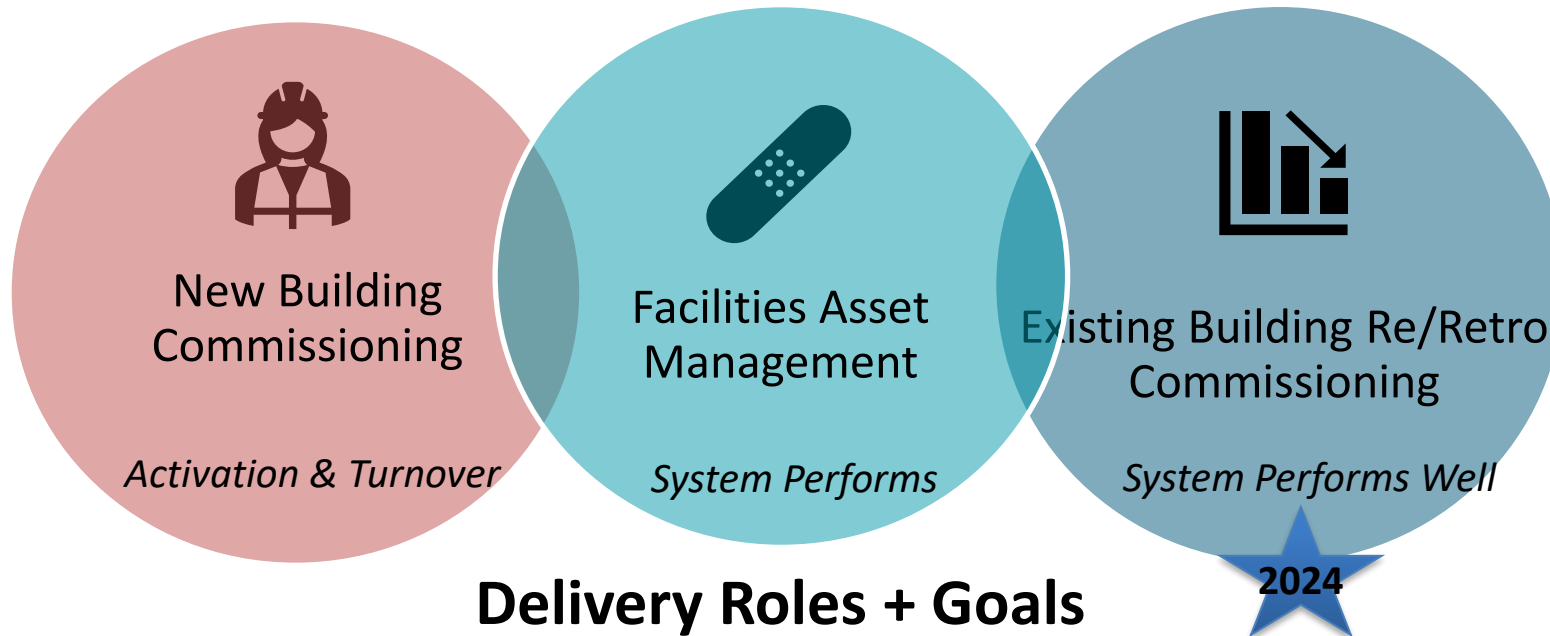 New Building
Commissioning
Activation & Turnover
Facilities Asset
Management
System Performs
Existing Building Re/Retro
Commissioning
System Performs Well
2024
Delivery Roles + Goals